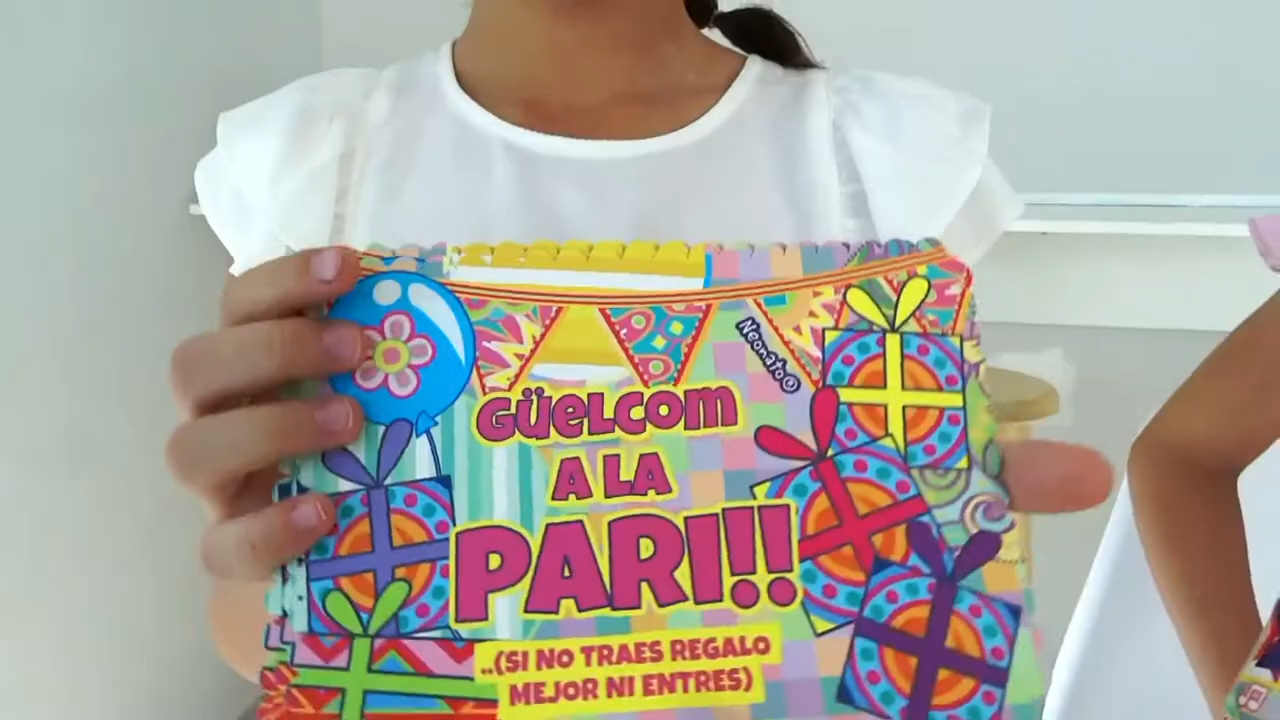 Neonato®
GÜELCOM
A LA
PARI!!
..(SI NO TRAES REGALO
MEJOR NI ENTRES)